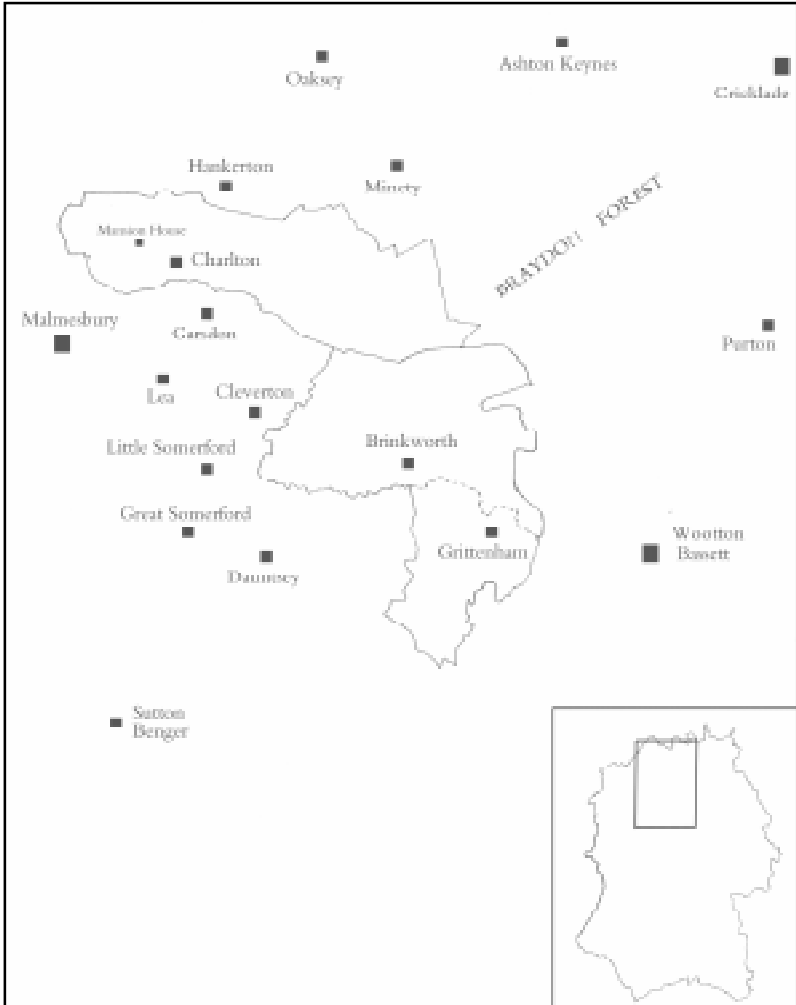 Oaksey
Ashton Keynes
Cricklade
Hankerton
Minety
BRAYDON FOREST
Mansion House
Charlton
Malmesbury
Garsdon
Purton
Lea
Cleverton
Little Somerford
Brinkworth
Great Somerford
Grittenham
Wootton
Bassett
Dauntsey
Sutton
Benger